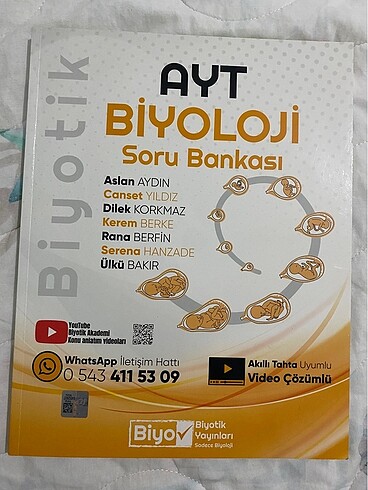 Biyotik
AYT
BİYOLOJİ
Soru Bankası
Aslan AYDIN
Canset YILDIZ
Dilek KORKMAZ
Kerem BERKE
Rana BERFİN
Serena HANZADE
Ülkü BAKIR
YouTube
Biyotik Akademi
Konu anlatım videoları
WhatsApp İletişim Hattı
0 543 411 53 09
Akıllı Tahta Uyumlu
Video Çözümlü
Biyo
Biyotik
Yayınları
Sadece Biyoloji